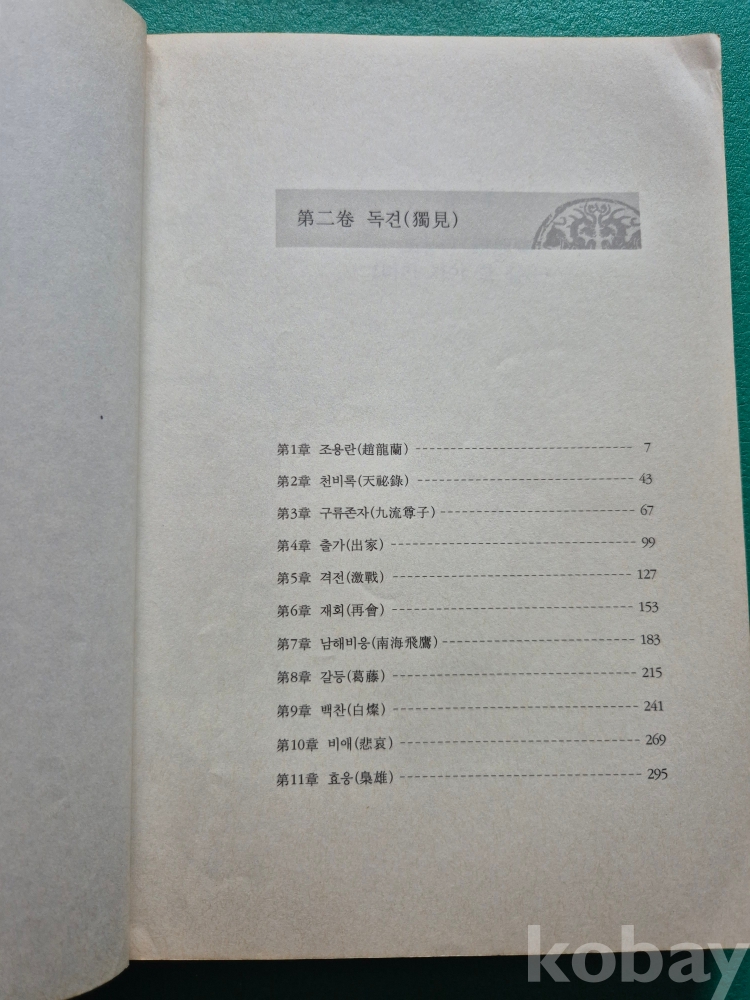 第二卷 독견(獨見)
第1章 조용란(趙龍蘭) 7
第2章 천비록(天祕錄) 43
第3章 구류존자(九流尊子) 67
第4章 출가(出家) 99
第5章 격전(激戰) 127
第6章 재회(再會) 153
第7章 남해비응(南海飛鷹) 183
第8章 갈등(葛藤) 215
第9章 백찬(白燦) 241
第10章 비애(悲哀) 269
第11章 효웅(梟雄) 295
kobay